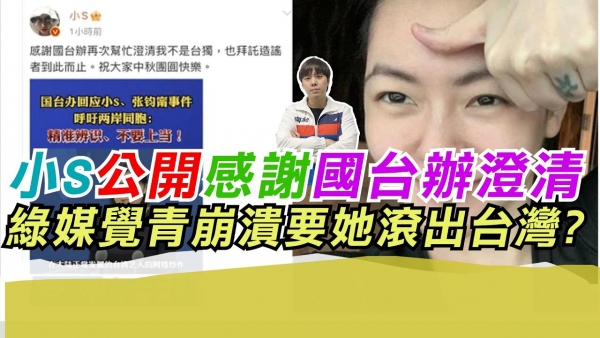 小S
1小時前
感謝國台辦再次幫忙澄清我不是台獨，也拜託造謠
者到此而止。祝大家中秋團圓快樂。
国台办回应小S、张钧甯事件
呼吁两岸同胞：
精准辨识、不要上当！
小S公開感謝國台辦澄清
綠媒覺青崩潰要她滾出台灣?